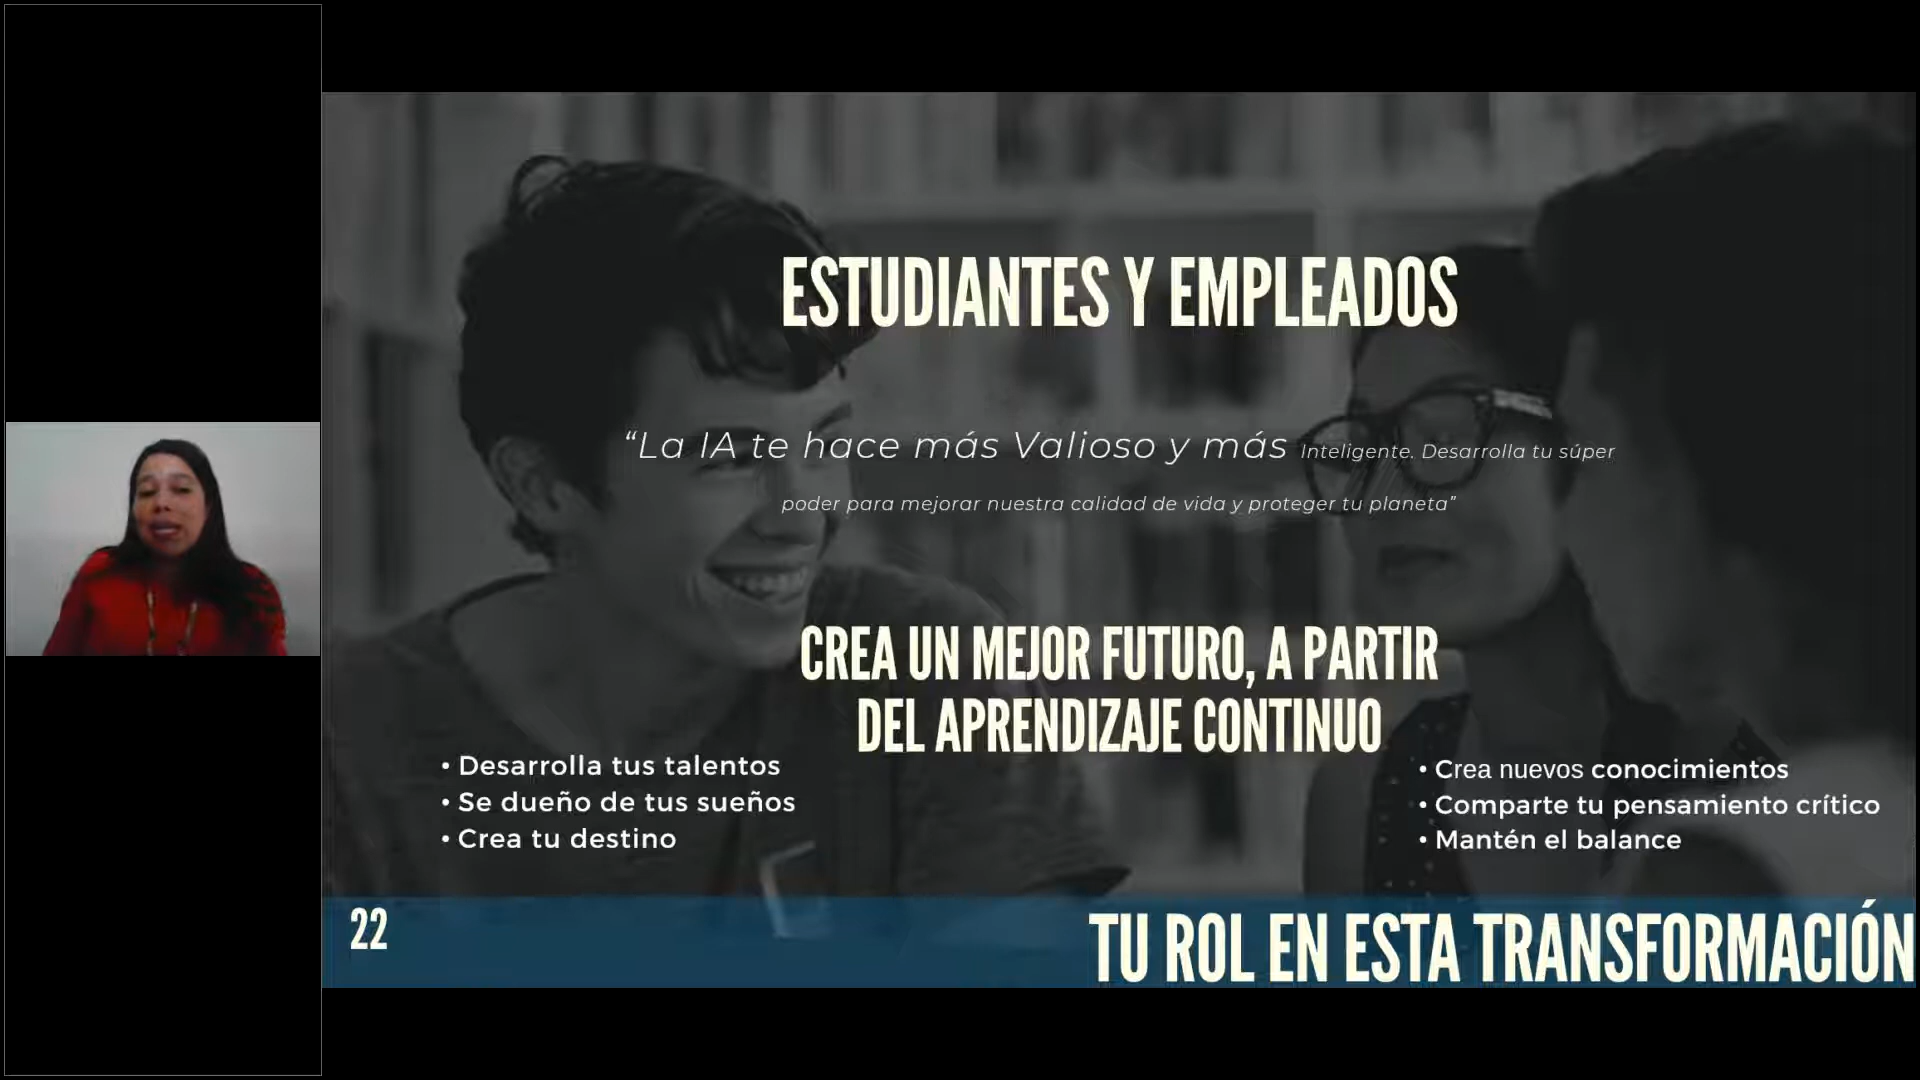 ESTUDIANTES Y EMPLEADOS
“La IA te hace más Valioso y más Inteligente. Desarrolla tu súper
poder para mejorar nuestra calidad de vida y proteger tu planeta”
CREA UN MEJOR FUTURO, A PARTIR
DEL APRENDIZAJE CONTINUO
• Desarrolla tus talentos
• Se dueño de tus sueños
• Crea tu destino
• Crea nuevos conocimientos
• Comparte tu pensamiento crítico
• Mantén el balance
22
TU ROL EN ESTA TRANSFORMACIÓN